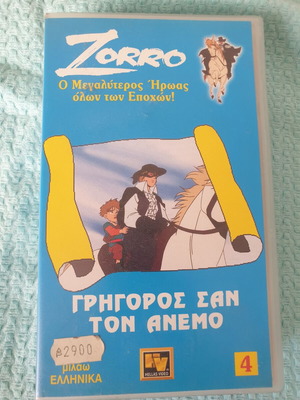 ZORRO
Ο Μεγαλύτερος Ήρωας
όλων των Εποχών!
ΓΡΗΓΟΡΟΣ ΣΑΝ
ΤΟΝ ΑΝΕΜΟ
2900
μιλάω
ΕΛΛΗΝΙΚΑ
HV
HELLAS VIDEO
4